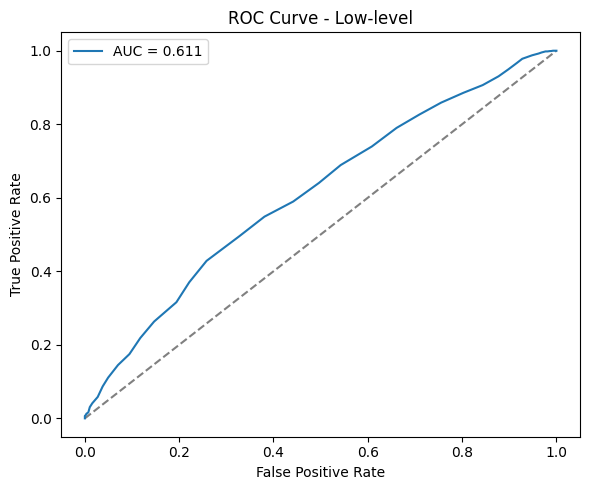 ROC Curve - Low-level
AUC = 0.611
True Positive Rate
1.0
0.8
0.6
0.4
0.2
0.0
0.0 0.2 0.4 0.6 0.8 1.0
False Positive Rate